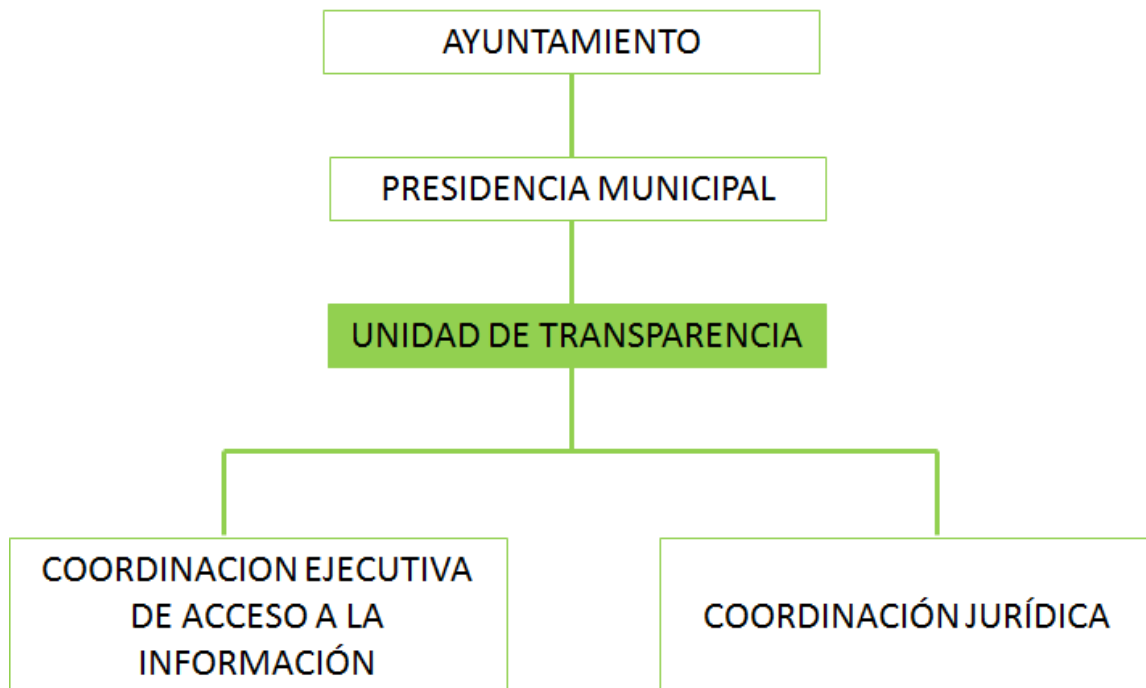 AYUNTAMIENTO
PRESIDENCIA MUNICIPAL
UNIDAD DE TRANSPARENCIA
COORDINACION EJECUTIVA
DE ACCESO A LA
INFORMACIÓN
COORDINACIÓN JURÍDICA